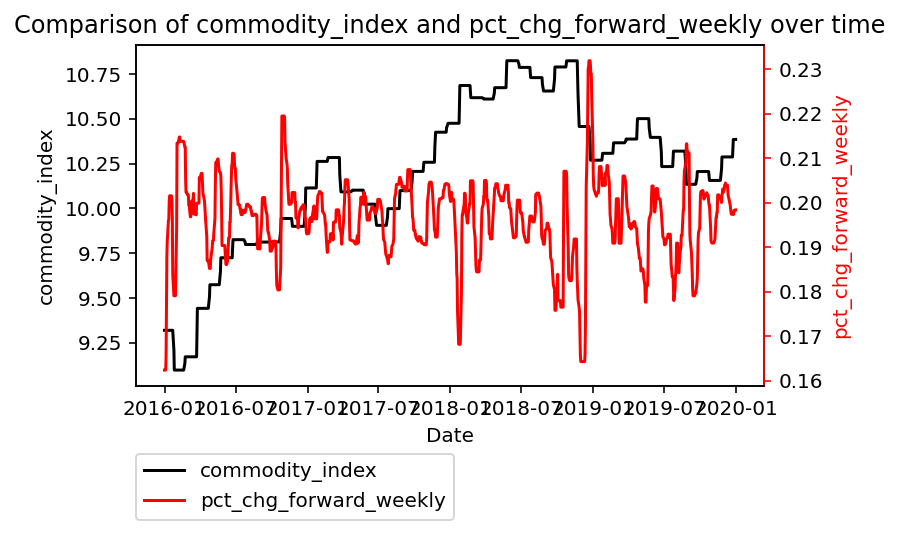 Comparison of commodity_index and pct_chg_forward_weekly over time
commodity_index
10.75
10.50
10.25
10.00
9.75
9.50
9.25
0.23
0.22
0.21
0.20
0.19
0.18
0.17
0.16
pct_chg_forward_weekly
2016-01 2016-07 2017-01 2017-07 2018-01 2018-07 2019-01 2019-07 2020-01
Date
commodity_index
pct_chg_forward_weekly